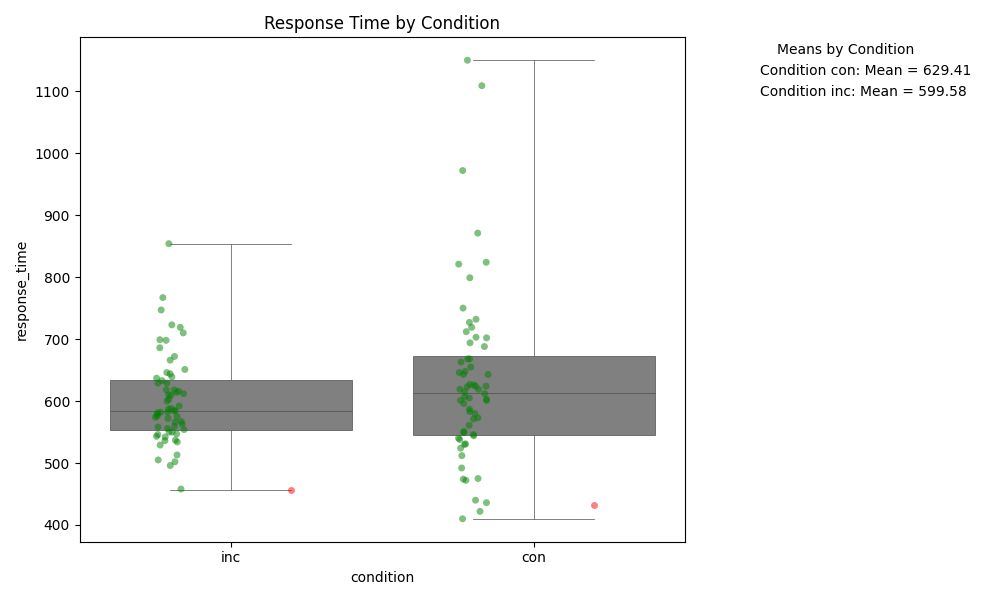 Response Time by Condition
Means by Condition
Condition con: Mean = 629.41
Condition inc: Mean = 599.58
response_time
1100
1000
900
800
700
600
500
400
inc
con
condition